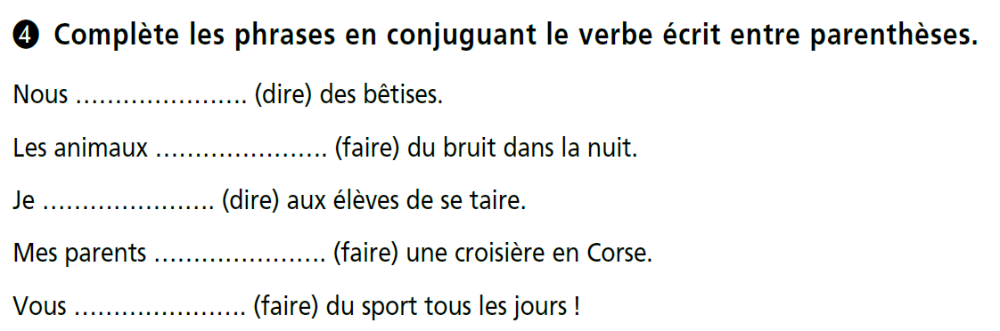 4 Complète les phrases en conjuguant le verbe écrit entre parenthèses.
Nous ...................... (dire) des bêtises.
Les animaux ...................... (faire) du bruit dans la nuit.
Je ...................... (dire) aux élèves de se taire.
Mes parents ...................... (faire) une croisière en Corse.
Vous ...................... (faire) du sport tous les jours !